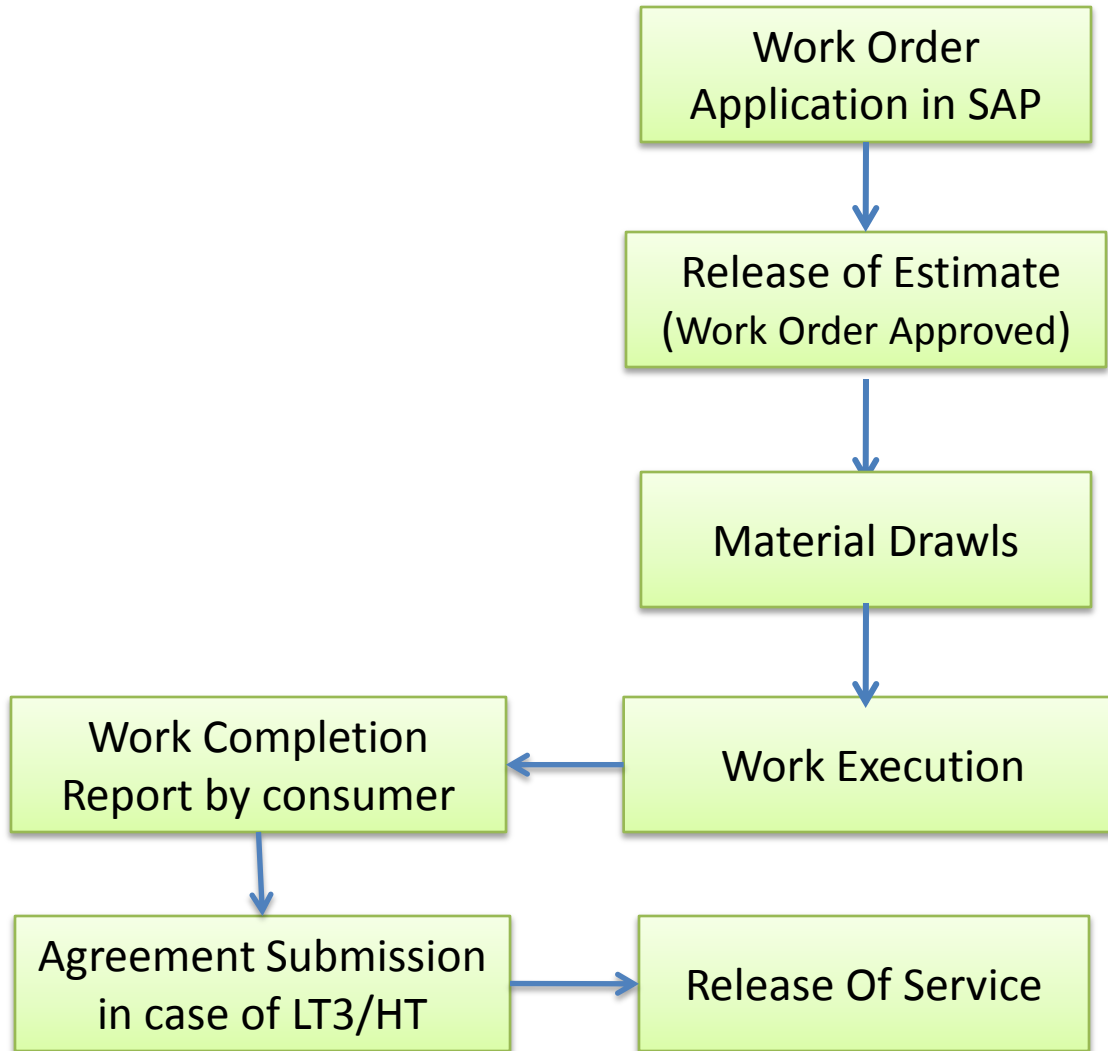 Work Order
Application in SAP
Release of Estimate
(Work Order Approved)
Material Drawls
Work Execution
Work Completion
Report by consumer
Agreement Submission
in case of LT3/HT
Release Of Service